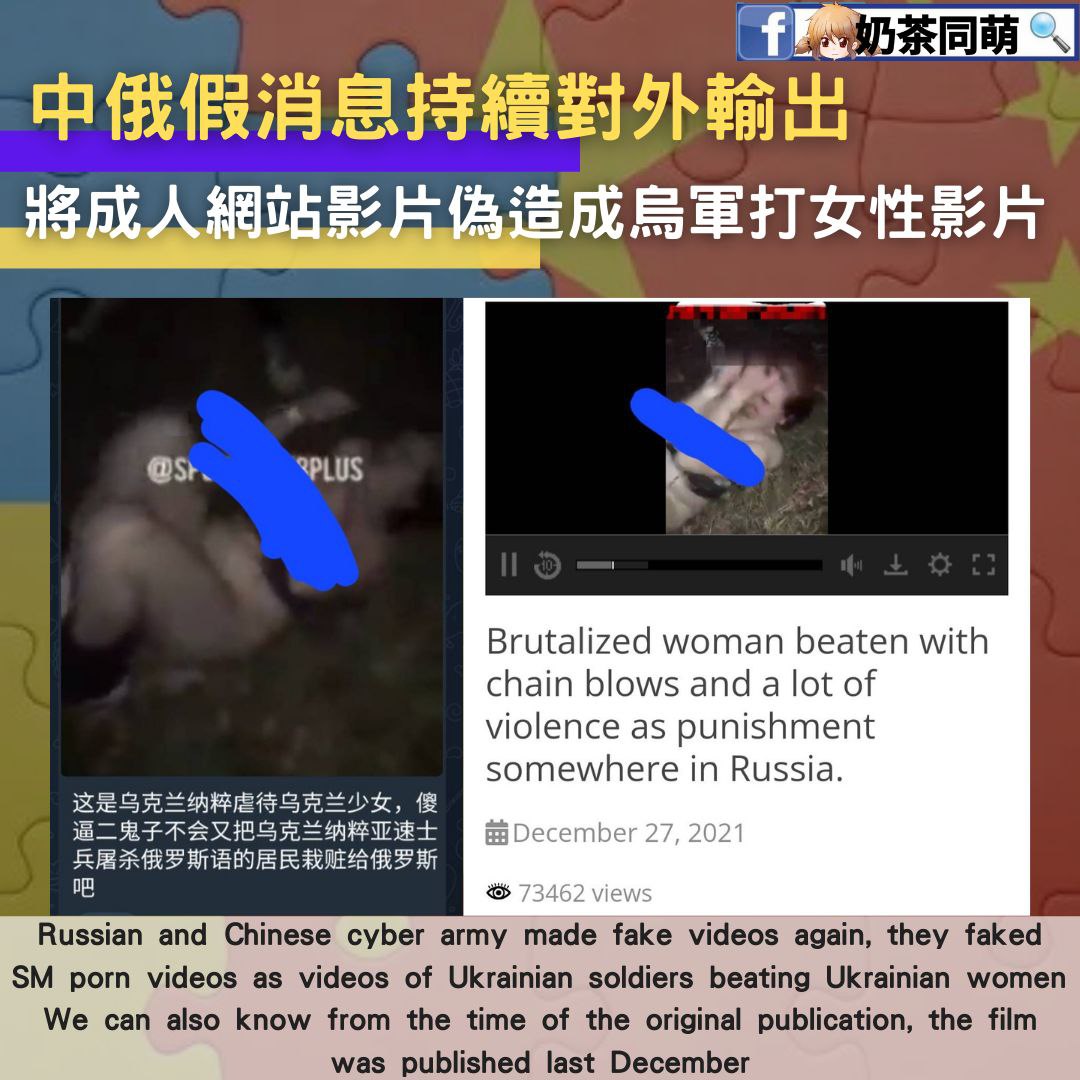 f 奶茶同萌
中俄假消息持續對外輸出
將成人網站影片偽造成烏軍打女性影片
PLUS
10
Brutalized woman beaten with
chain blows and a lot of
violence as punishment
somewhere in Russia.
December 27, 2021
73462 views
这是乌克兰纳粹虐待乌克兰少女，傻
逼二鬼子不会又把乌克兰纳粹亚速士
兵屠杀俄罗斯语的居民栽赃给俄罗斯
吧
Russian and Chinese cyber army made fake videos again, they faked
SM porn videos as videos of Ukrainian soldiers beating Ukrainian women
We can also know from the time of the original publication, the film
was published last December